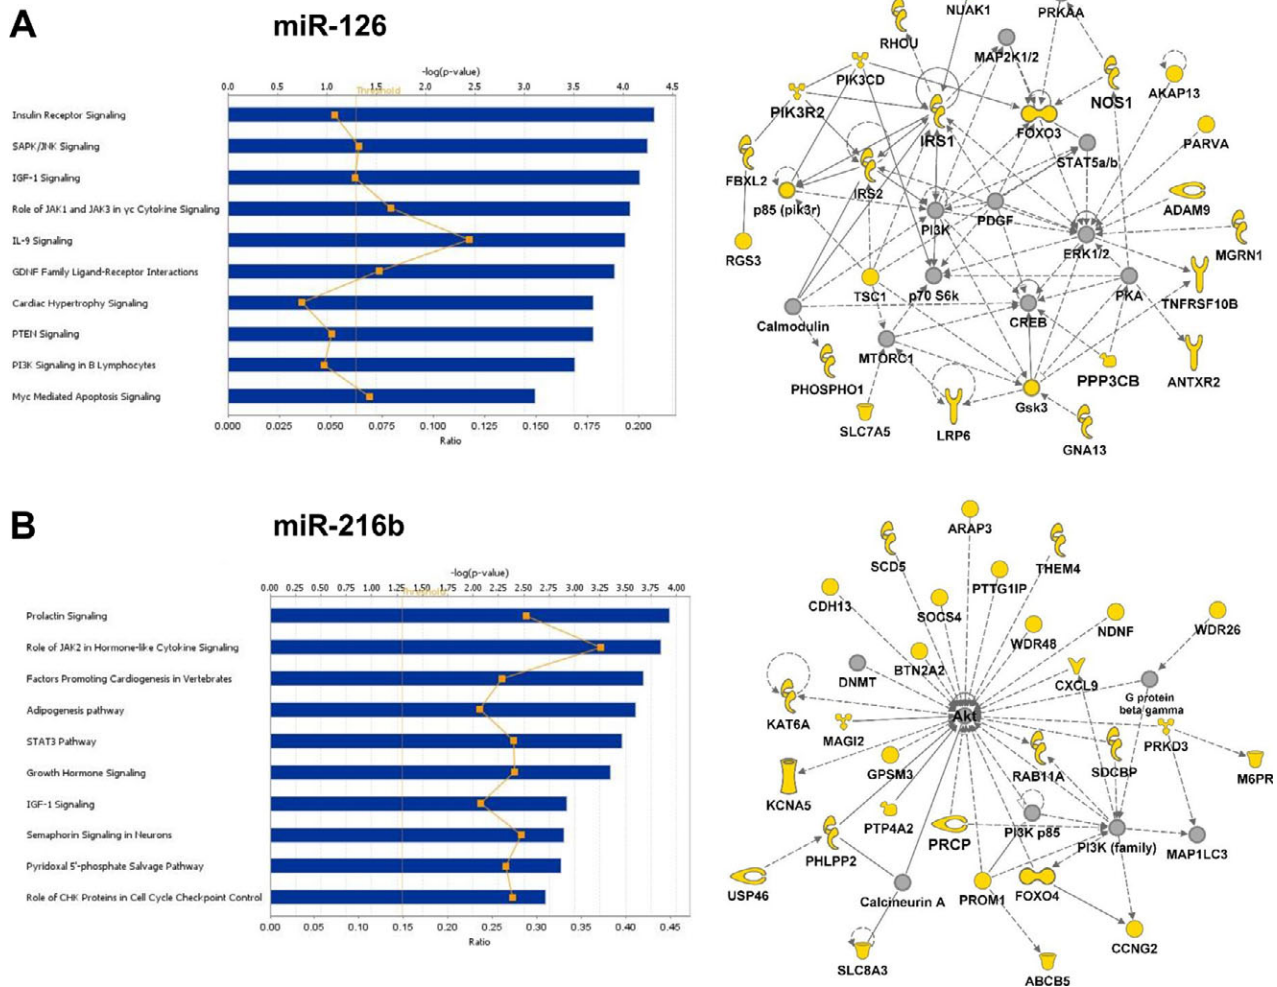 A
miR-126
-log(p-value)
0.0 0.5 1.0 1.5 2.0 2.5 3.0 3.5 4.0 4.5
Threshold
Insulin Receptor Signaling
SAPK/JNK Signaling
IGF-1 Signaling
Role of JAK1 and JAK3 in γc Cytokine Signaling
IL-9 Signaling
GDNF Family Ligand-Receptor Interactions
Cardiac Hypertrophy Signaling
PTEN Signaling
PI3K Signaling in B Lymphocytes
Myc Mediated Apoptosis Signaling
0.000 0.025 0.050 0.075 0.100 0.125 0.150 0.175 0.200
Ratio
NUAK1
PRKAA
RHOU
MAP2K1/2
PIK3CD
NOS1
AKAP13
PIK3R2
IRS1
FOXO3
PARVA
STAT5a/b
FBXL2
IRS2
p85 (pik3r)
PDGF
ADAM9
PI3K
ERK1/2
MGRN1
RGS3
TSC1
p70 S6k
PKA
TNFRSF10B
Calmodulin
CREB
MTORC1
PHOSPHO1
PPP3CB
ANTXR2
Gsk3
SLC7A5
LRP6
GNA13
B
miR-216b
-log(p-value)
0.00 0.25 0.50 0.75 1.00 1.25 1.50 1.75 2.00 2.25 2.50 2.75 3.00 3.25 3.50 3.75 4.00
Threshold
Prolactin Signaling
Role of JAK2 in Hormone-like Cytokine Signaling
Factors Promoting Cardiogenesis in Vertebrates
Adipogenesis pathway
STAT3 Pathway
Growth Hormone Signaling
IGF-1 Signaling
Semaphorin Signaling in Neurons
Pyridoxal 5'-phosphate Salvage Pathway
Role of CHK Proteins in Cell Cycle Checkpoint Control
0.00 0.05 0.10 0.15 0.20 0.25 0.30 0.35 0.40 0.45
Ratio
ARAP3
SCD5
THEM4
PTTG1IP
CDH13
SOCS4
WDR48
NDNF
WDR26
BTN2A2
DNMT
CXCL9
G protein
beta gamma
KAT6A
Akt
MAGI2
PRKD3
GPSM3
RAB11A
SDCBP
M6PR
KCNA5
PTP4A2
PRCP
PI3K p85
PI3K (family)
MAP1LC3
PHLPP2
USP46
Calcineurin A
PROM1
FOXO4
CCNG2
SLC8A3
ABCB5